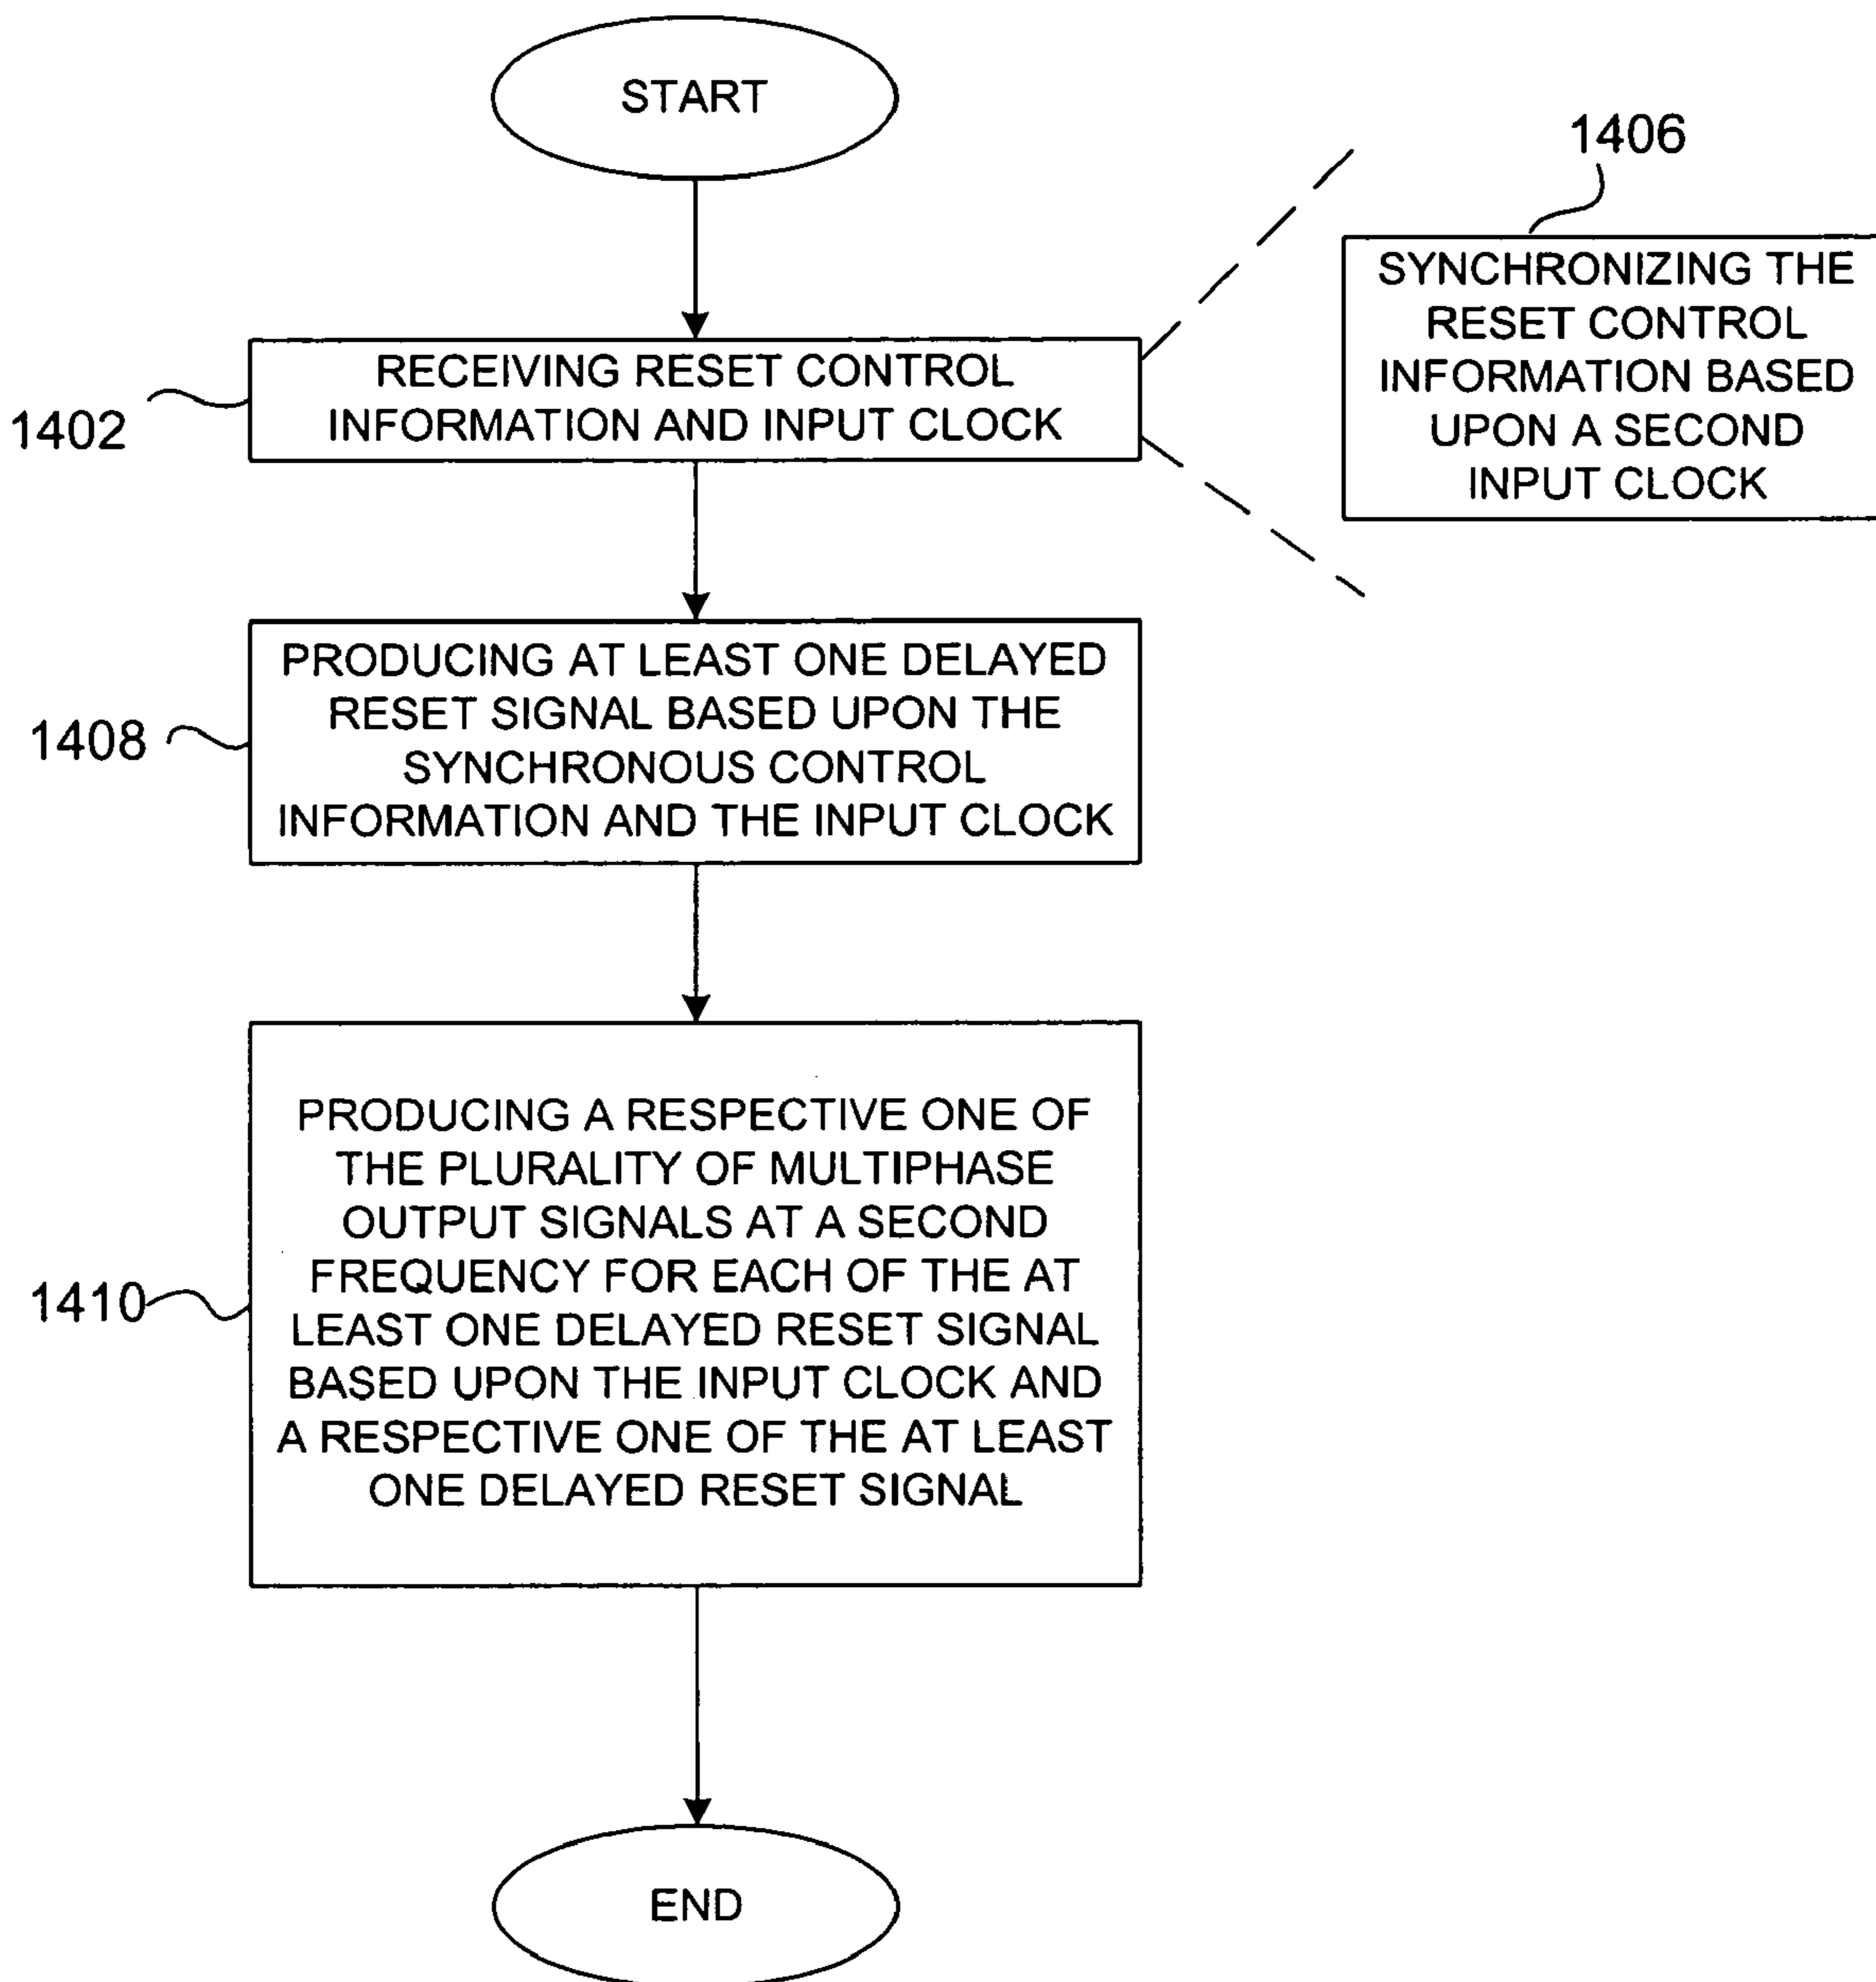 START
1406
SYNCHRONIZING THE
RESET CONTROL
INFORMATION BASED
UPON A SECOND
INPUT CLOCK
RECEIVING RESET CONTROL
INFORMATION AND INPUT CLOCK
1402
PRODUCING AT LEAST ONE DELAYED
RESET SIGNAL BASED UPON THE
SYNCHRONOUS CONTROL
INFORMATION AND THE INPUT CLOCK
1408
PRODUCING A RESPECTIVE ONE OF
THE PLURALITY OF MULTIPHASE
OUTPUT SIGNALS AT A SECOND
FREQUENCY FOR EACH OF THE AT
LEAST ONE DELAYED RESET SIGNAL
BASED UPON THE INPUT CLOCK AND
A RESPECTIVE ONE OF THE AT LEAST
ONE DELAYED RESET SIGNAL
1410
END